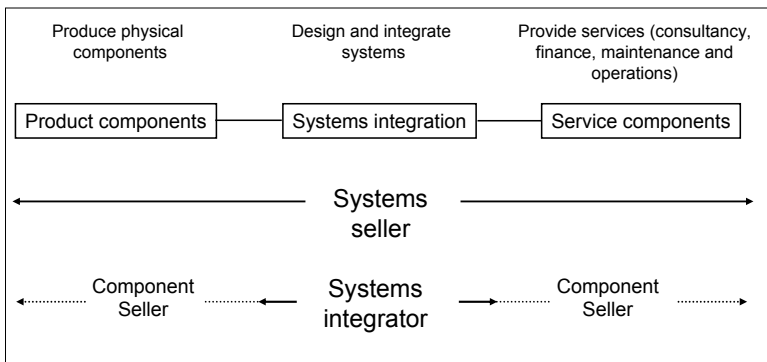 Produce physical
components
Design and integrate
systems
Provide services (consultancy,
finance, maintenance and
operations)
Product components
Systems integration
Service components
Systems
seller
Component
Seller
Systems
integrator
Component
Seller